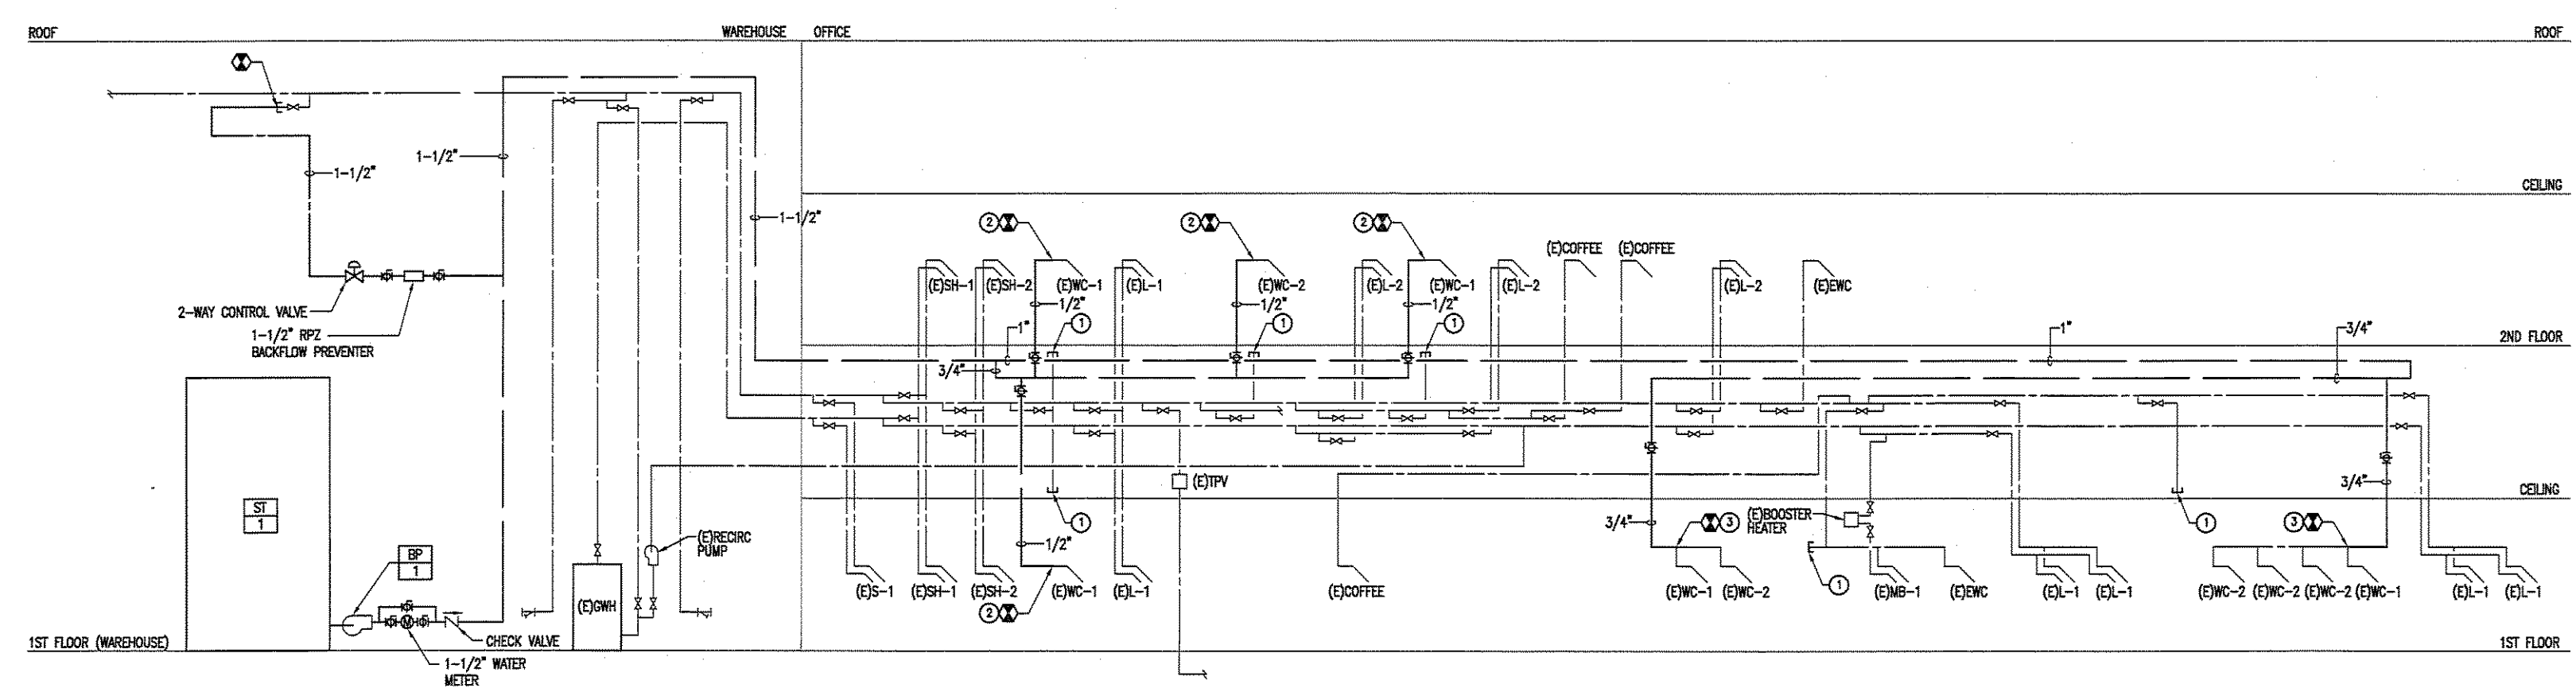 ROOF
WAREHOUSE
OFFICE
ROOF
1-1/2"
1-1/2"
CEILING
1-1/2"
2
2
2
(E)COFFEE
(E)COFFEE
(E)SH-1
(E)SH-2
(E)WC-1
(E)L-1
(E)WC-2
(E)L-2
(E)WC-1
(E)L-2
(E)L-2
(E)EWC
2-WAY CONTROL VALVE
1/2"
1/2"
1/2"
1-1/2" RPZ
BACKFLOW PREVENTER
1"
1
1
1
1"
3/4"
2ND FLOOR
3/4"
(E)TPV
3/4"
CEILING
ST
1
(E)RECIRC
PUMP
1
3/4"
3
(E)BOOSTER
HEATER
1
3
BP
1
1/2"
(E)GWH
(E)S-1
(E)SH-1
(E)SH-2
(E)WC-1
(E)L-1
(E)COFFEE
(E)WC-1
(E)WC-2
1
(E)MB-1
(E)EWC
(E)L-1
(E)L-1
(E)WC-2
(E)WC-2
(E)WC-2
(E)WC-1
(E)L-1
(E)L-1
2
M
1ST FLOOR (WAREHOUSE)
CHECK VALVE
1ST FLOOR
1-1/2" WATER
METER